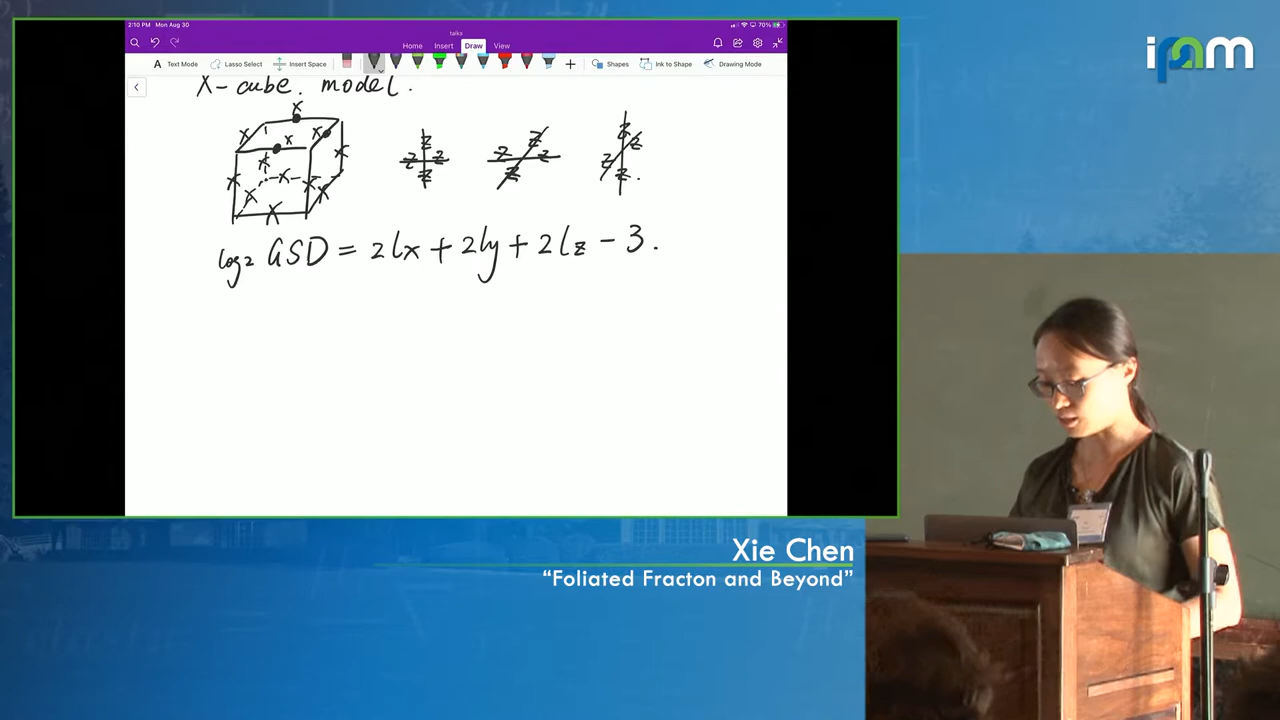 2:10 PM Mon Aug 30
70%
talks
Home Insert Draw View
Text Mode Lasso Select Insert Space Shapes Ink to Shape Drawing Mode
X-cube model.
X
X X X
X X
X X X X
X X
X
Z Z Z
Z Z Z Z Z
Z Z Z Z
log2 GSD = 2Lx + 2Ly + 2Lz - 3.
ipam
Xie Chen
“Foliated Fracton and Beyond”